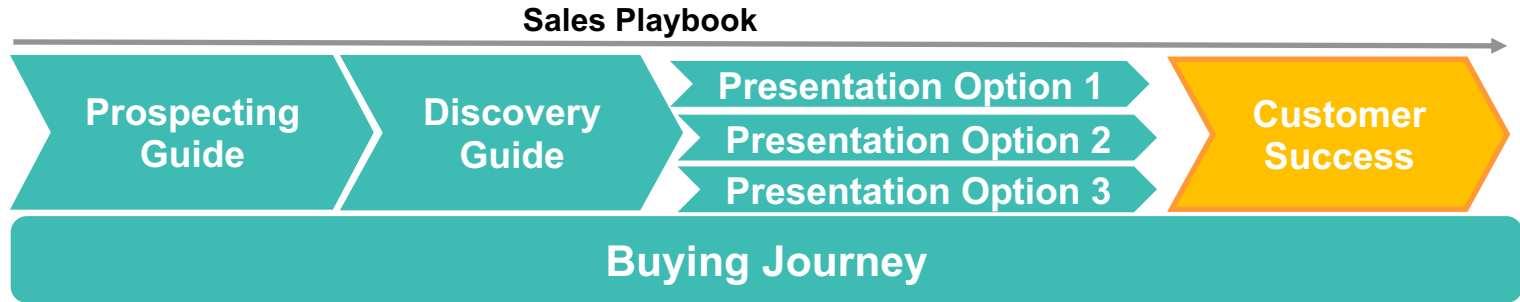 Sales Playbook
Prospecting
Guide
Discovery
Guide
Presentation Option 1
Presentation Option 2
Presentation Option 3
Customer
Success
Buying Journey